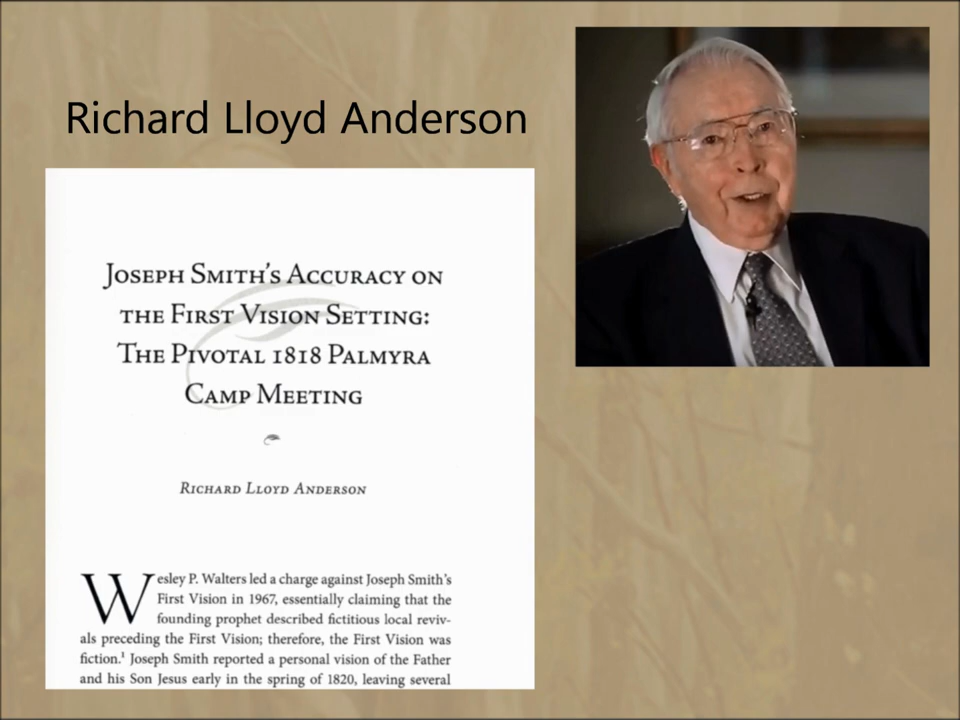 Richard Lloyd Anderson
Joseph Smith's Accuracy on
the First Vision Setting:
The Pivotal 1818 Palmyra
Camp Meeting
Richard Lloyd Anderson
Wesley P. Walters led a charge against Joseph Smith's
First Vision in 1967, essentially claiming that the
founding prophet described fictitious local reviv-
als preceding the First Vision; therefore, the First Vision was
fiction.¹ Joseph Smith reported a personal vision of the Father
and his Son Jesus early in the spring of 1820, leaving several